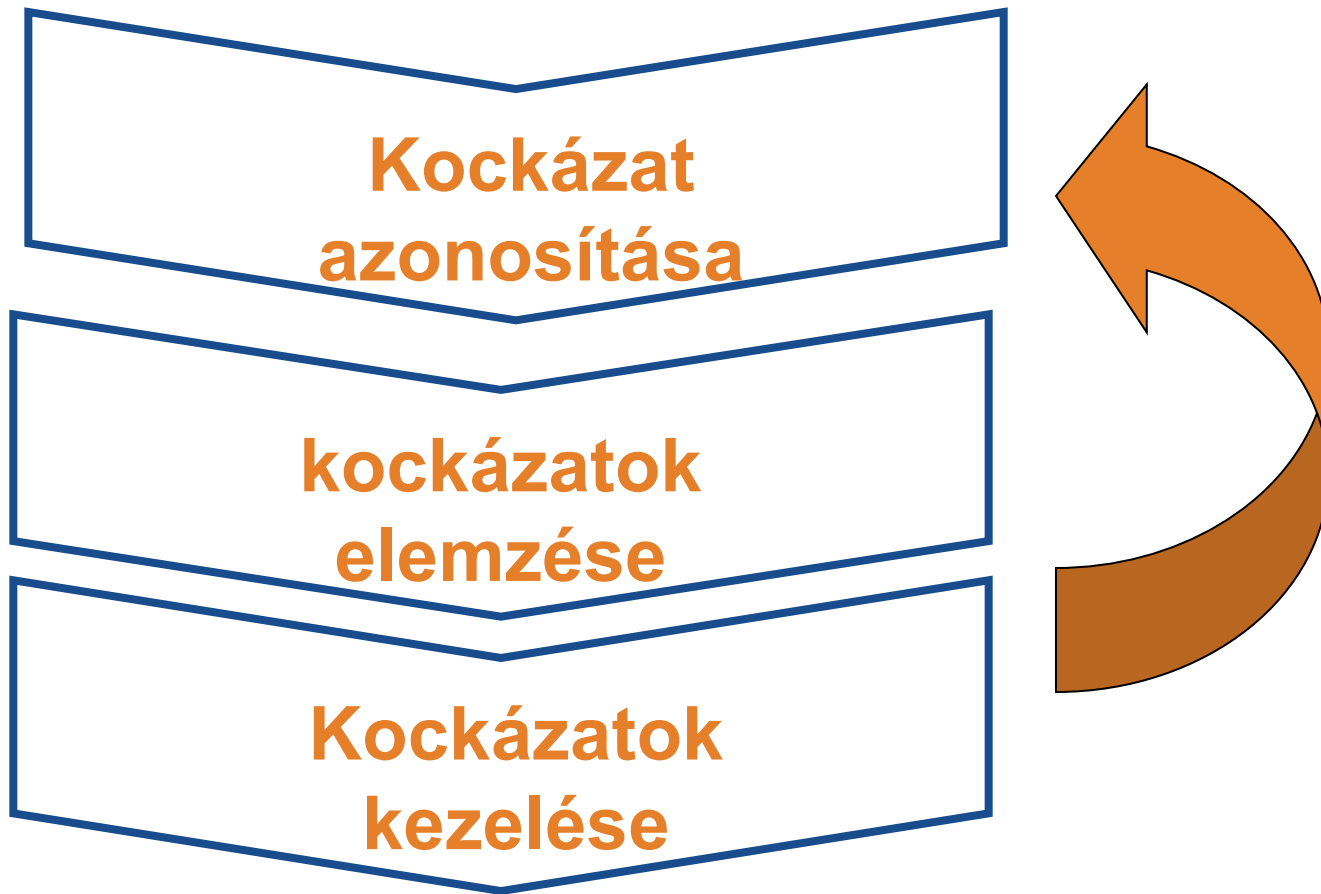 Kockázat
azonosítása
kockázatok
elemzése
Kockázatok
kezelése